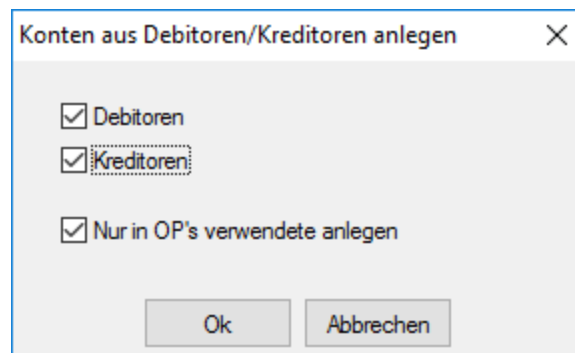 Konten aus Debitoren/Kreditoren anlegen
Debitoren
Kreditoren
Nur in OP's verwendete anlegen
Ok Abbrechen